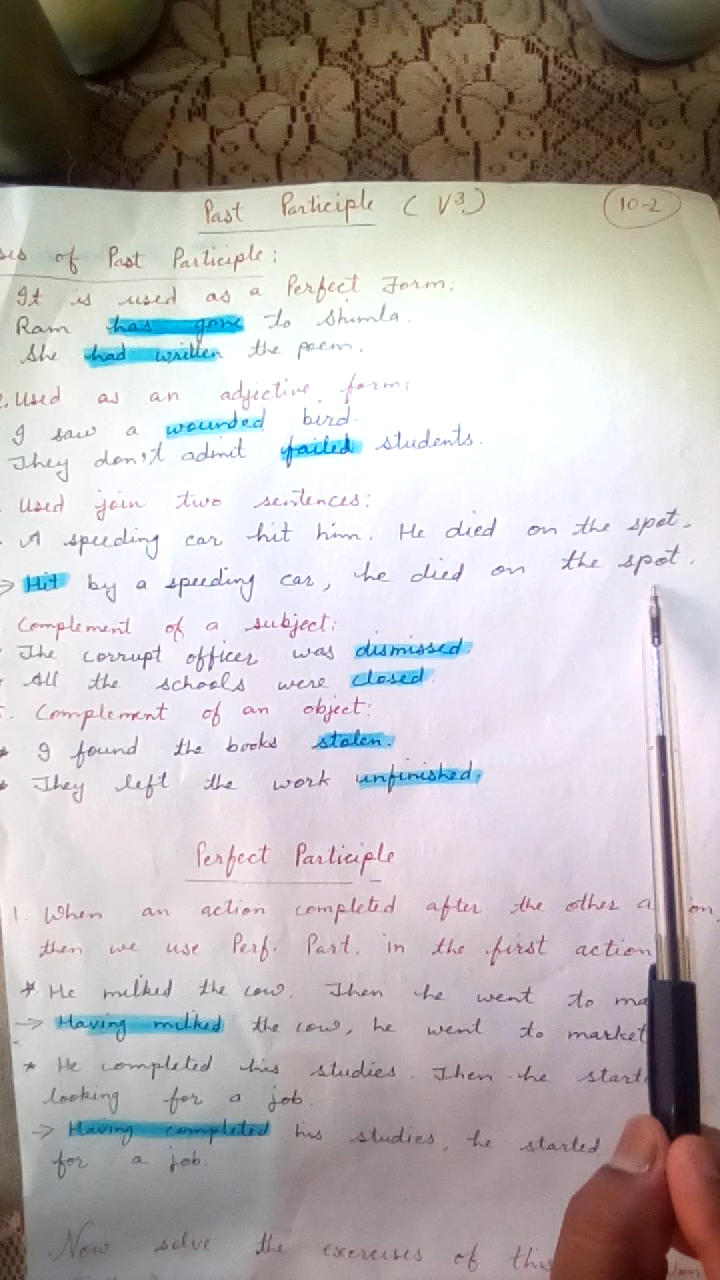 Past Participle (V³)
10-2
of Past Participle:
It is used as a Perfect Form:
Ram has gone to Shimla.
She had written the poem.
2. Used as an adjective form:
I saw a wounded bird.
They don't admit failed students.
Used join two sentences:
A speeding car hit him. He died on the spot.
→ Hit by a speeding car, he died on the spot.
Complement of a subject:
The corrupt officer was dismissed.
All the schools were closed.
5. Complement of an object:
* I found the books stolen.
* They left the work unfinished.
Perfect Participle
1. When an action completed after the other
then we use Perf. Part. in the first action
* He milked the cow. Then he went to
→ Having milked the cow, he went to market
* He completed his studies. Then he
looking for a job.
→ Having completed his studies, he started
for a job.
Now solve the exercises of